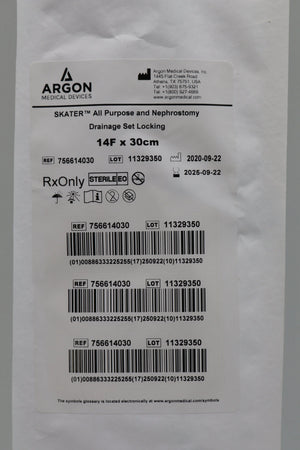 ARGON
MEDICAL DEVICES
Argon Medical Devices, Inc.
1445 Flat Creek Road
Athens, TX 75751, USA
Tel: +1(903) 675-9321
Tel: +1(800) 927-4669
www.argonmedical.com
SKATER™ All Purpose and Nephrostomy
Drainage Set Locking
14F x 30cm
REF 756614030 LOT 11329350 2020-09-22
2025-09-22
RxOnly STERILE EO
REF 756614030 LOT 11329350
(01)00886333225255(17)250922(10)11329350
REF 756614030 LOT 11329350
(01)00886333225255(17)250922(10)11329350
REF 756614030 LOT 11329350
(01)00886333225255(17)250922(10)11329350
The symbols glossary is located electronically at www.argonmedical.com/symbols